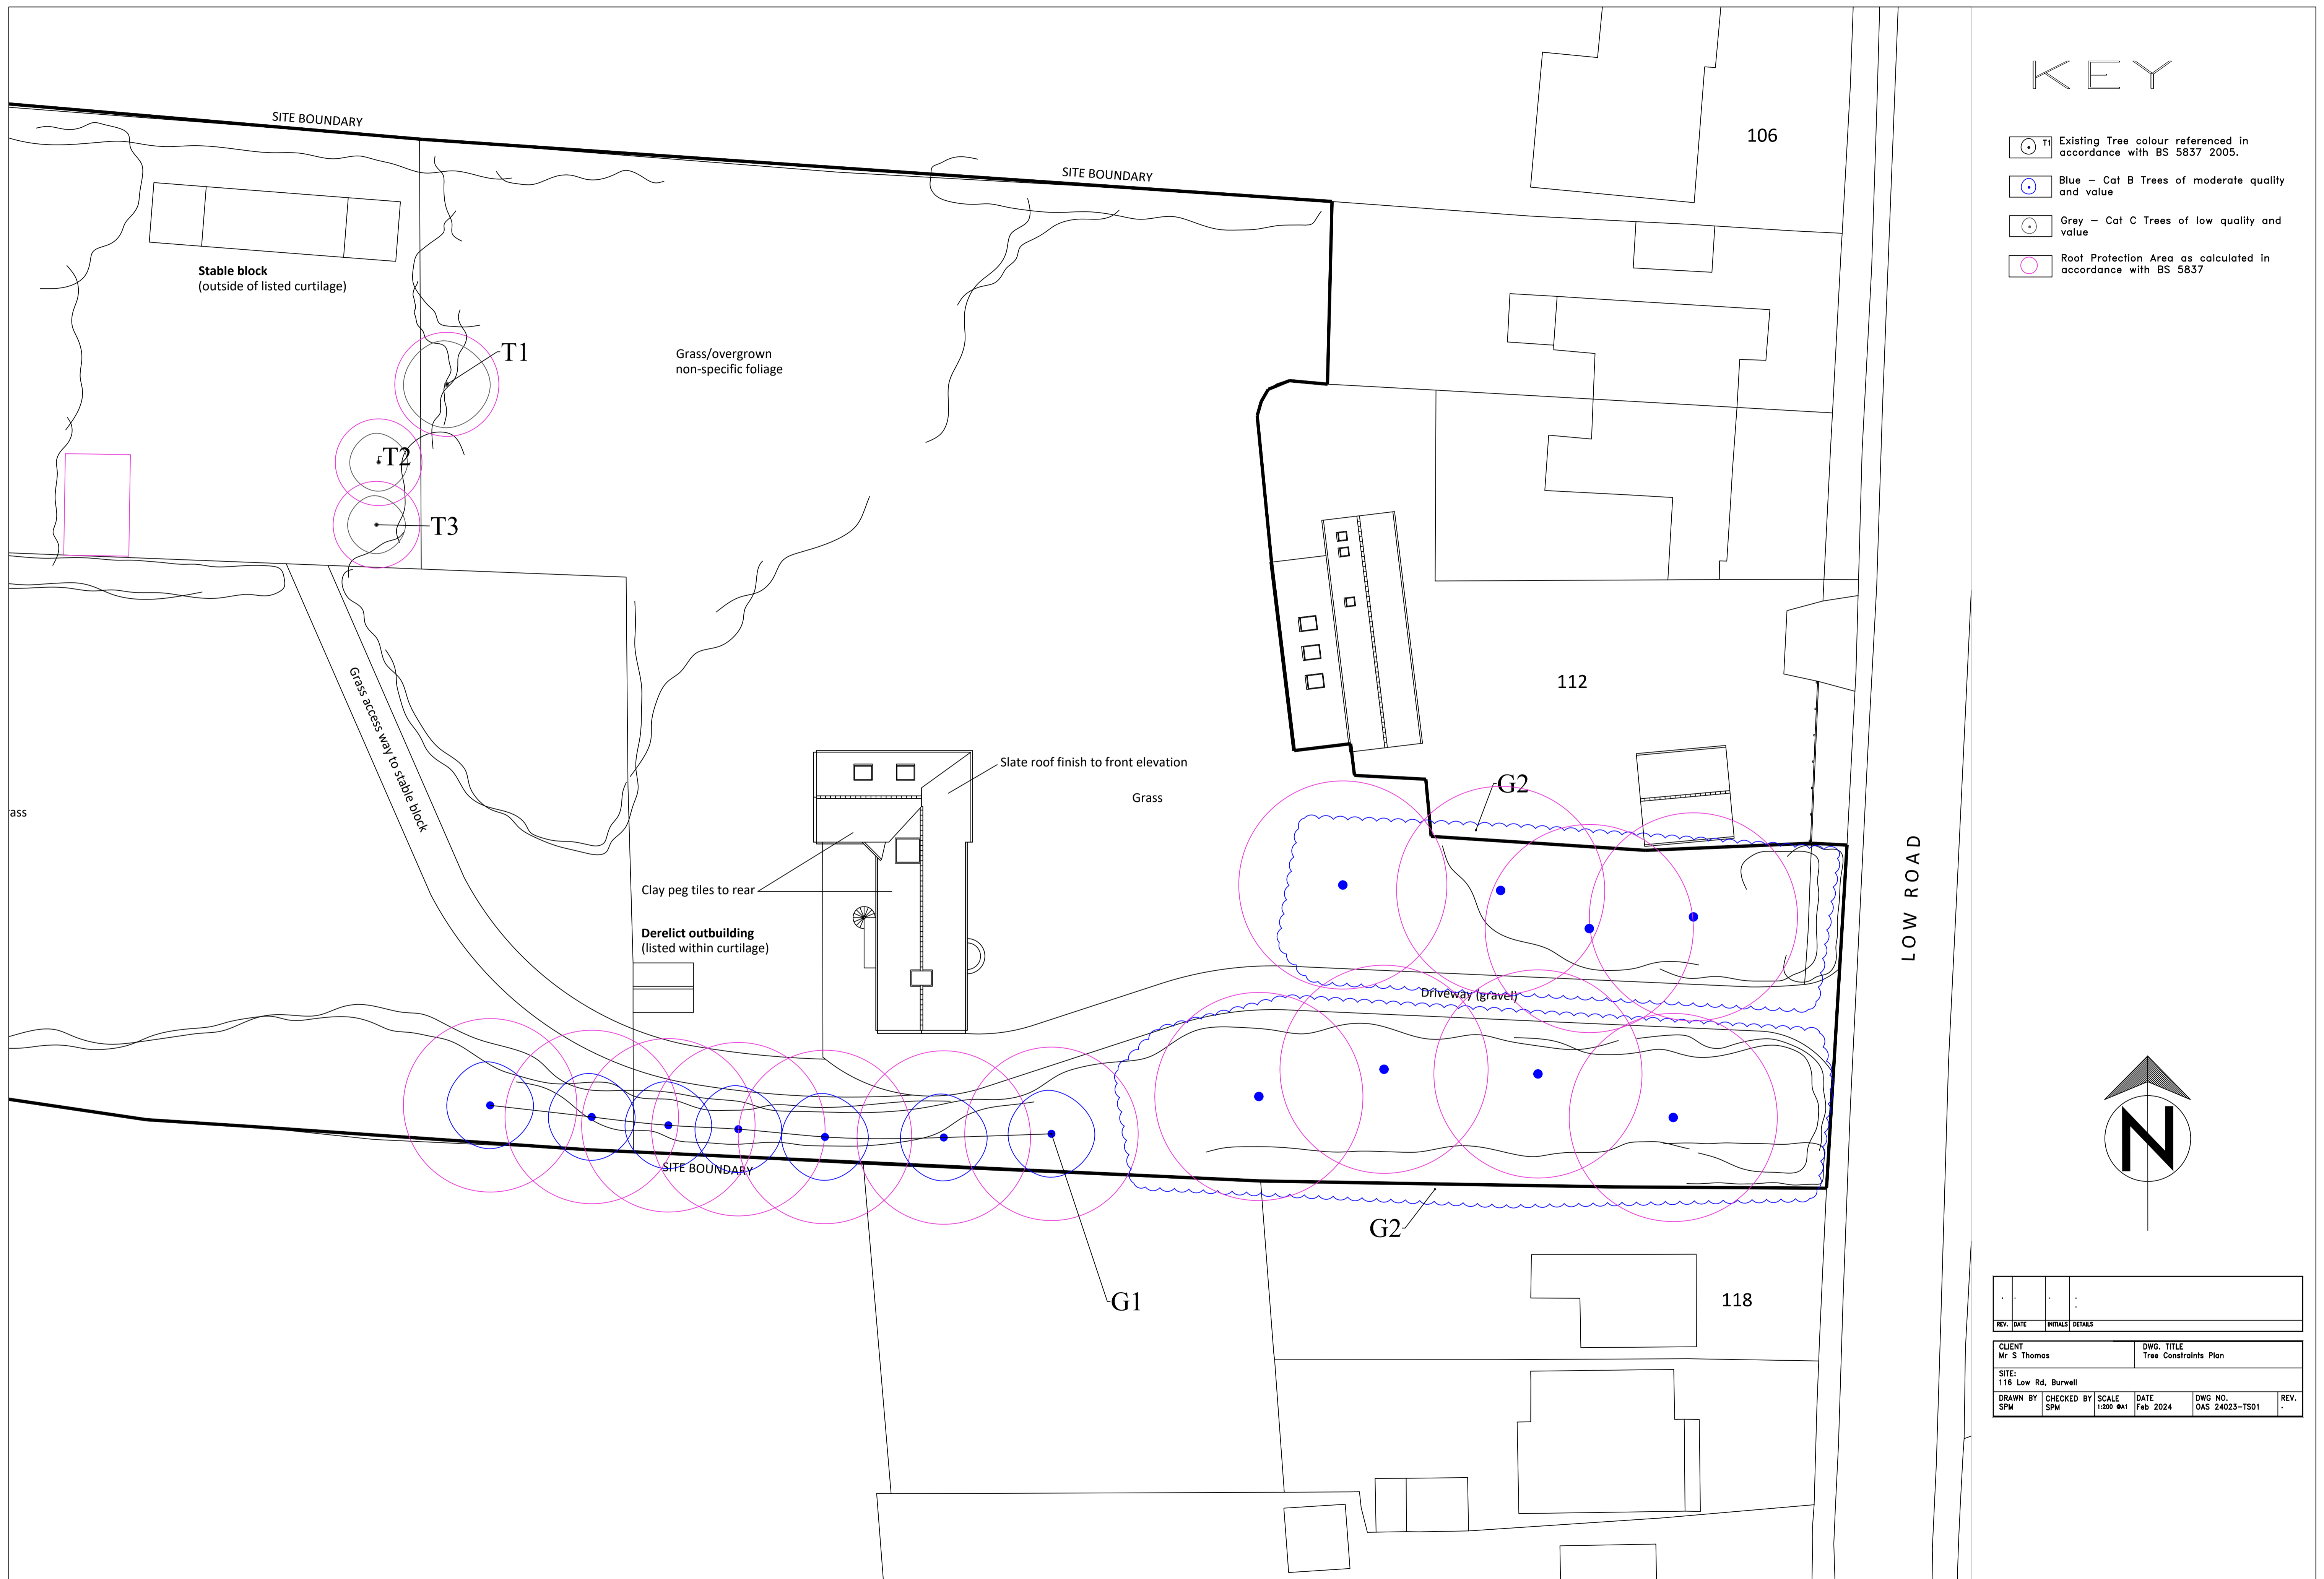 SITE BOUNDARY
SITE BOUNDARY
106
Stable block
(outside of listed curtilage)
T1
Grass/overgrown
non-specific foliage
T2
T3
Grass access way to stable block
112
Slate roof finish to front elevation
Grass
G2
ass
Clay peg tiles to rear
Derelict outbuilding
(listed within curtilage)
LOW ROAD
Driveway (gravel)
SITE BOUNDARY
G2
G1
118
KEY
T1
Existing Tree colour referenced in
accordance with BS 5837 2005.
Blue – Cat B Trees of moderate quality
and value
Grey – Cat C Trees of low quality and
value
Root Protection Area as calculated in
accordance with BS 5837
N
REV. DATE INITIALS DETAILS
CLIENT
Mr S Thomas
DWG. TITLE
Tree Constraints Plan
SITE:
116 Low Rd, Burwell
DRAWN BY
SPM
CHECKED BY
SPM
SCALE
1:200 @A1
DATE
Feb 2024
DWG NO.
OAS 24023-TS01
REV.